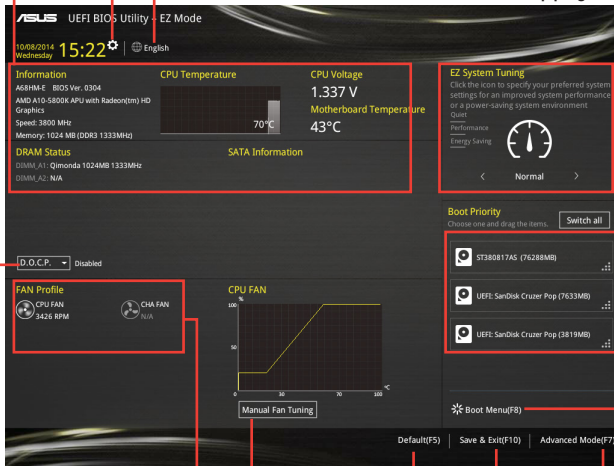 ASUS UEFI BIOS Utility - EZ Mode
10/08/2014
Wednesday
15:22
English
Information
A68HM-E BIOS Ver. 0304
AMD A10-5800K APU with Radeon(tm) HD
Graphics
Speed: 3800 MHz
Memory: 1024 MB (DDR3 1333MHz)
CPU Temperature
70°C
CPU Voltage
1.337 V
Motherboard Temperature
43°C
EZ System Tuning
Click the icon to specify your preferred system
settings for an improved system performance
or a power-saving system environment
Quiet
Performance
Energy Saving
< Normal >
DRAM Status
DIMM_A1: Qimonda 1024MB 1333MHz
DIMM_A2: N/A
SATA Information
Boot Priority
Choose one and drag the items.
Switch all
ST380817AS (76288MB)
UEFI: SanDisk Cruzer Pop (7633MB)
UEFI: SanDisk Cruzer Pop (3819MB)
D.O.C.P. Disabled
FAN Profile
CPU FAN
3426 RPM
CHA FAN
N/A
CPU FAN
%
100
50
0 30 70 100
°C
Manual Fan Tuning
Boot Menu(F8)
Default(F5) | Save & Exit(F10) | Advanced Mode(F7)